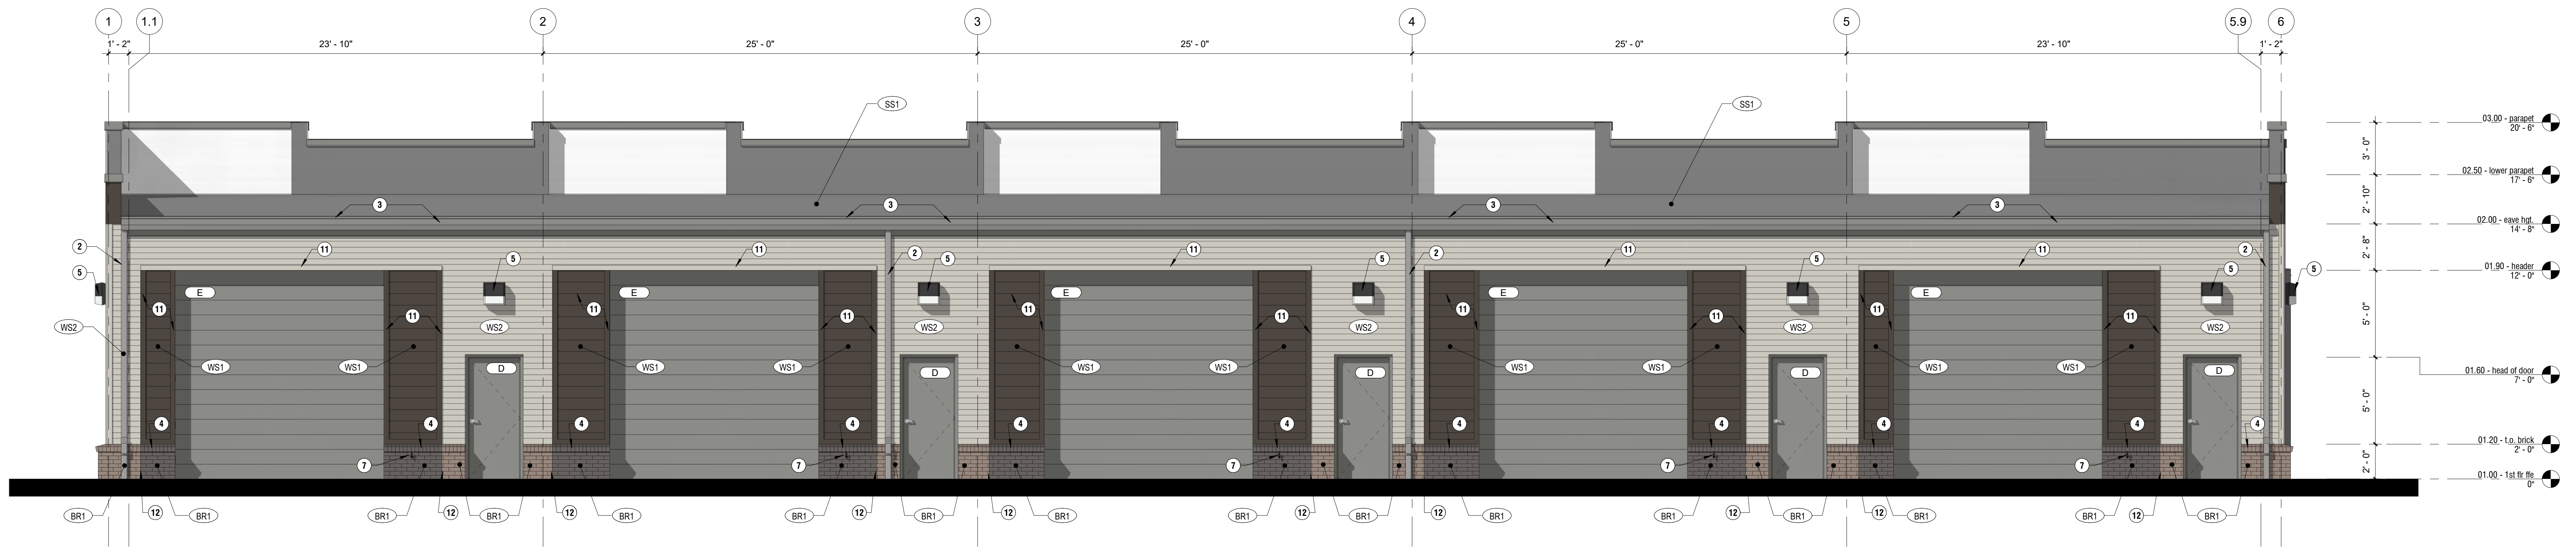 1 1.1 2 3 4 5 5.9 6
1' - 2" 23' - 10" 25' - 0" 25' - 0" 25' - 0" 23' - 10" 1' - 2"
SS1 SS1
03.00 - parapet
20' - 6"
3' - 0"
02.50 - lower parapet
17' - 6"
2' - 10"
3 3 3 3
02.00 - eave hgt.
14' - 8"
2 11 11 2 11 2 11 11 2
2' - 8"
5 5 5 5 5 5 5
01.90 - header
12' - 0"
E E E E E
11 11 11 11 11 11 11 11 11 11
5' - 0"
WS2 WS2 WS2 WS2 WS2 WS2
WS1 WS1 WS1 WS1 WS1 WS1 WS1 WS1 WS1 WS1
D D D D D
01.60 - head of door
7' - 0"
5' - 0"
4 4 4 4 4 4 4 4 4 4 4
01.20 - t.o. brick
2' - 0"
7 7 7 7 7
2' - 0"
01.00 - 1st flr ffe
0"
BR1 12 BR1 BR1 12 BR1 12 BR1 BR1 12 BR1 12 BR1 BR1 12 BR1 12 BR1 BR1 12 BR1 12 BR1 BR1 12 BR1